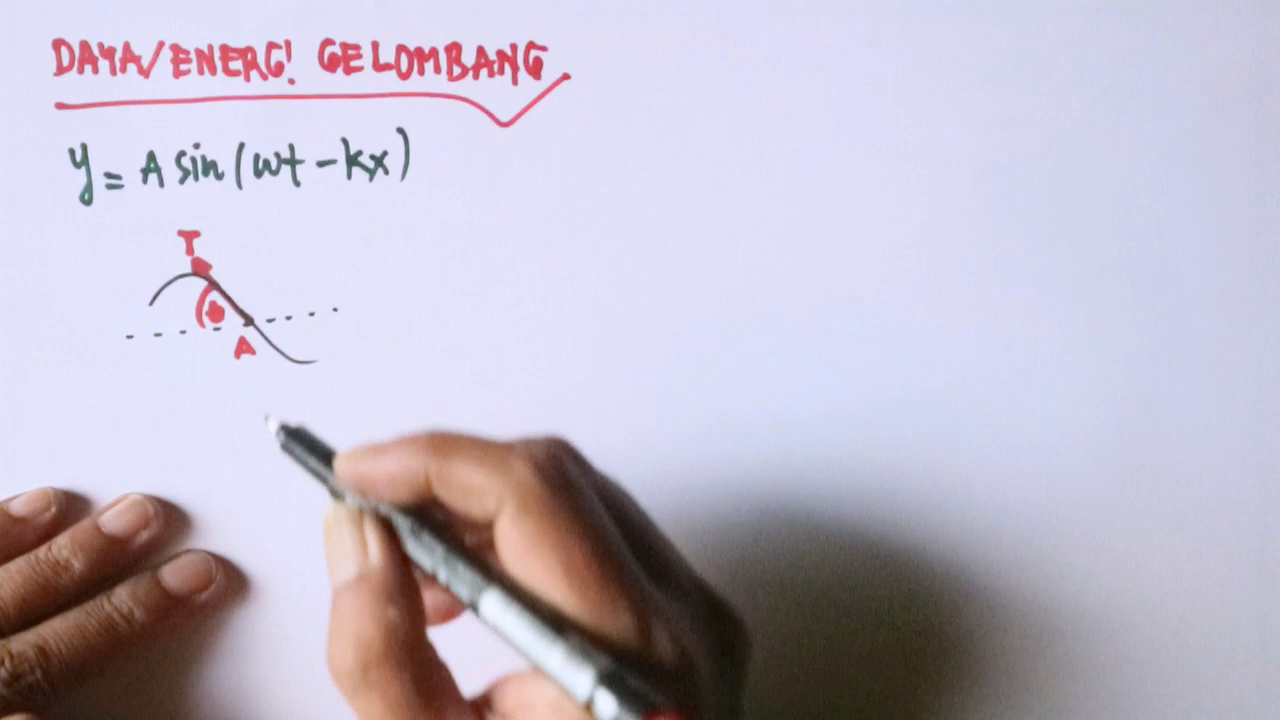 DAYA/ENERGI GELOMBANG
y = A sin (ωt - kx)
T
θ
A